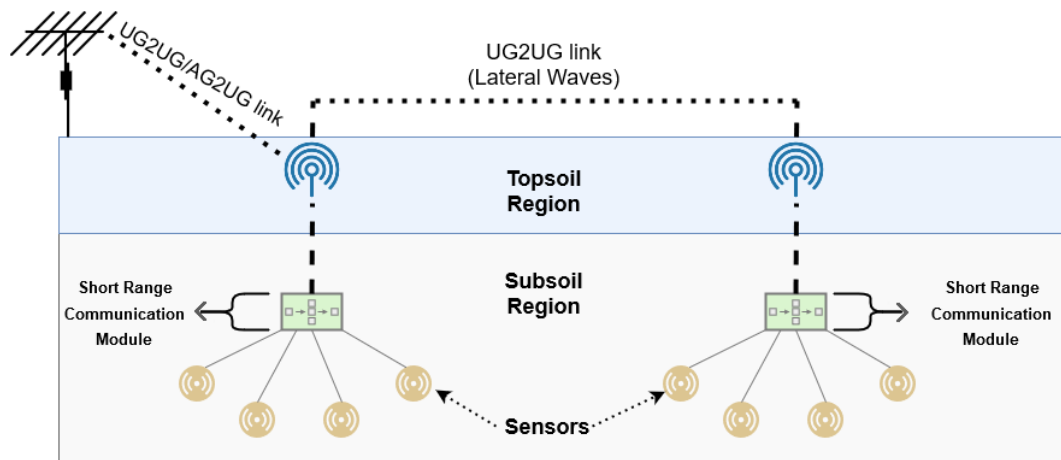 UG2UG/AG2UG link
UG2UG link
(Lateral Waves)
Topsoil
Region
Subsoil
Region
Short Range
Communication
Module
Short Range
Communication
Module
Sensors